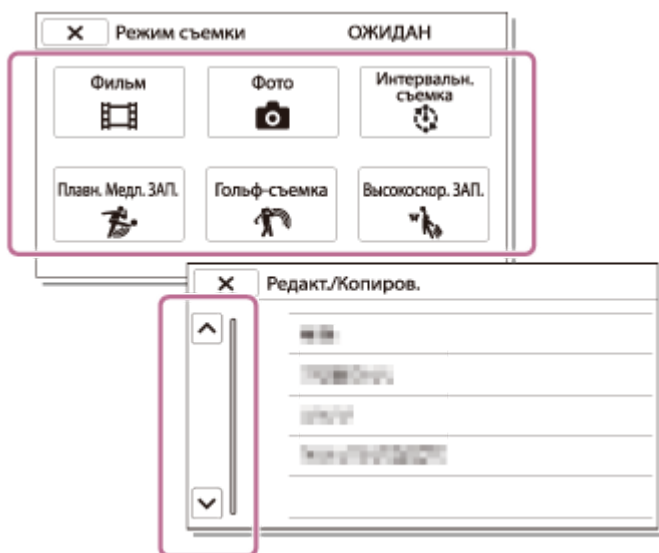 Режим съемки ОЖИДАН
Фильм
Фото
Интервальн.
съемка
Плавн. Медл. ЗАП.
Гольф-съемка
Высокоскор. ЗАП.
Редакт./Копиров.